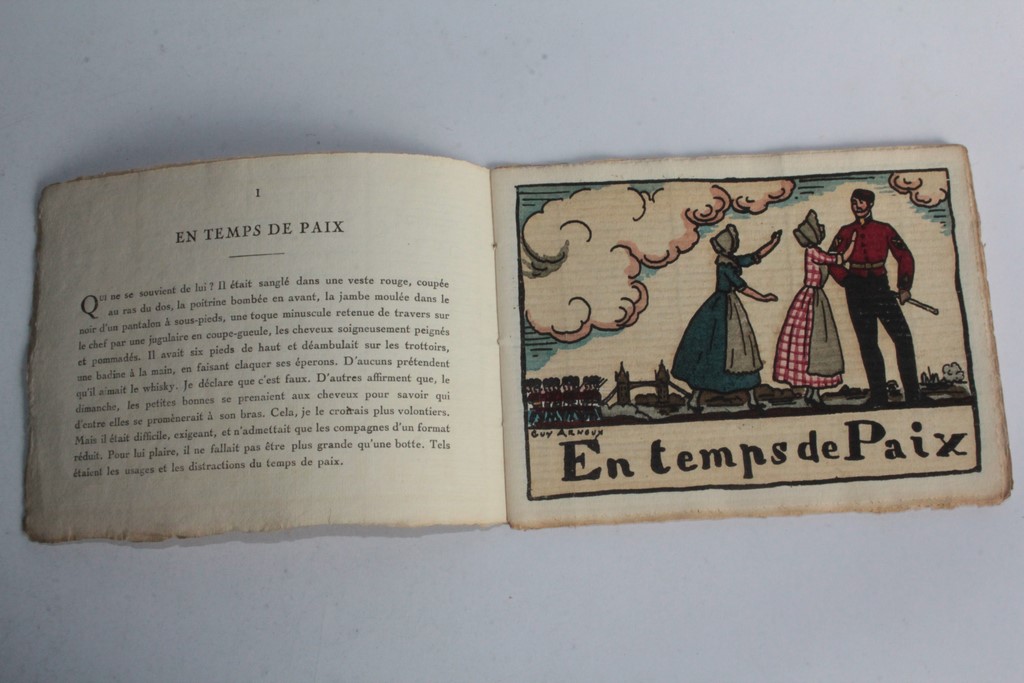 I
EN TEMPS DE PAIX
QUI ne se souvient de lui ? Il était sanglé dans une veste rouge, coupée
au ras du dos, la poitrine bombée en avant, la jambe moulée dans le
noir d'un pantalon à sous-pieds, une toque minuscule retenue de travers sur
le chef par une jugulaire en coupe-gueule, les cheveux soigneusement peignés
et pommadés. Il avait six pieds de haut et déambulait sur les trottoirs,
une badine à la main, en faisant claquer ses éperons. D'aucuns prétendent
qu'il aimait le whisky. Je déclare que c'est faux. D'autres affirment que, le
dimanche, les petites bonnes se prenaient aux cheveux pour savoir qui
d'entre elles se promènerait à son bras. Cela, je le croirais plus volontiers.
Mais il était difficile, exigeant, et n'admettait que les compagnes d'un format
réduit. Pour lui plaire, il ne fallait pas être plus grande qu'une botte. Tels
étaient les usages et les distractions du temps de paix.
GUY ARNOUX
En temps de Paix